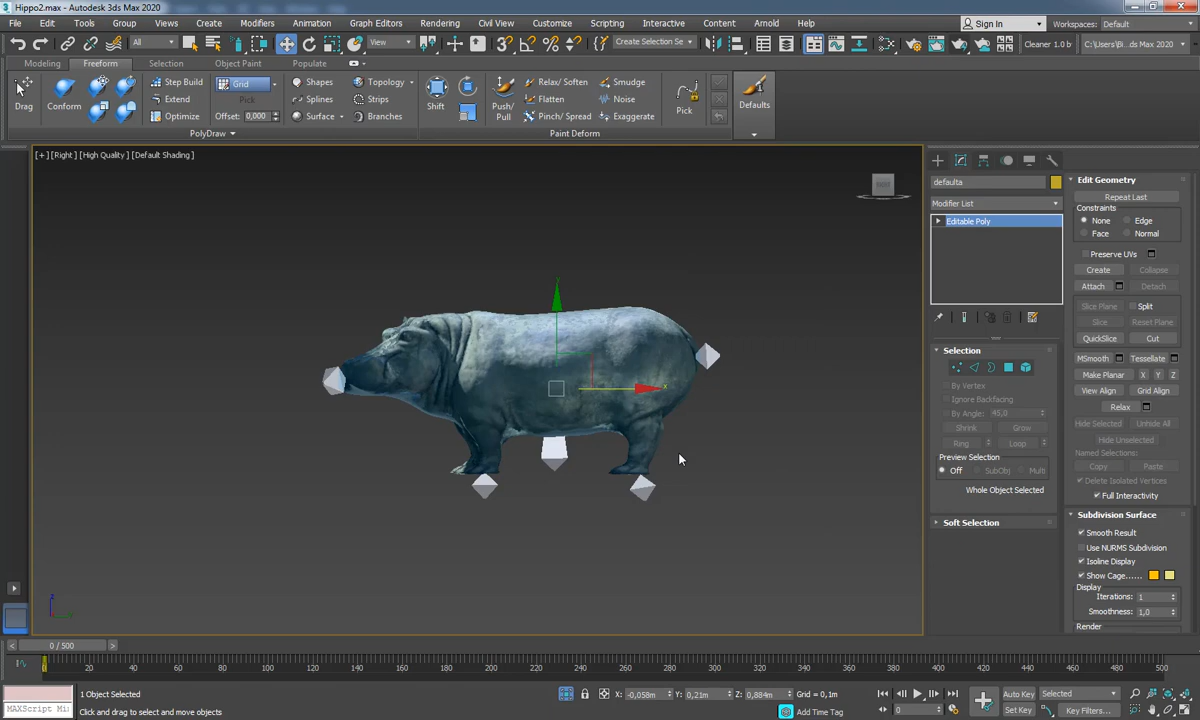 Hippo2.max - Autodesk 3ds Max 2020
File Edit Tools Group Views Create Modifiers Animation Graph Editors Rendering Civil View Customize Scripting Interactive Content Arnold Help Sign In Workspaces: Default
All View Create Selection Se Cleaner 1.0 b C:\Users\Bi...ds Max 2020
Modeling Freeform Selection Object Paint Populate
Drag Conform Step Build Grid Shapes Topology Shift Push/ Pull Relax/ Soften Smudge Pick Defaults
Extend Pick Splines Strips Flatten Noise
Optimize Offset: 0,000 Surface Branches Pinch/ Spread Exaggerate
PolyDraw Paint Deform
[+] [Right] [High Quality] [Default Shading]
defaulta
Modifier List
Editable Poly
Selection
By Vertex
Ignore Backfacing
By Angle: 45,0
Shrink Grow
Ring Loop
Preview Selection
Off SubObj Multi
Whole Object Selected
Soft Selection
Edit Geometry
Repeat Last
Constraints
None Edge
Face Normal
Preserve UVs
Create Collapse
Attach Detach
Slice Plane Split
Slice Reset Plane
QuickSlice Cut
MSmooth Tessellate
Make Planar X Y Z
View Align Grid Align
Relax
Hide Selected Unhide All
Hide Unselected
Named Selections:
Copy Paste
Delete Isolated Vertices
Full Interactivity
Subdivision Surface
Smooth Result
Use NURMS Subdivision
Isoline Display
Show Cage......
Display
Iterations: 1
Smoothness: 1,0
Render
y
x
z
0 / 500
0 20 40 60 80 100 120 140 160 180 200 220 240 260 280 300 320 340 360 380 400 420 440 460 480 500
1 Object Selected X: -0,058m Y: 0,21m Z: 0,884m Grid = 0,1m Auto Key Selected
MAXScript Mi: Click and drag to select and move objects Add Time Tag 0 Set Key Key Filters...